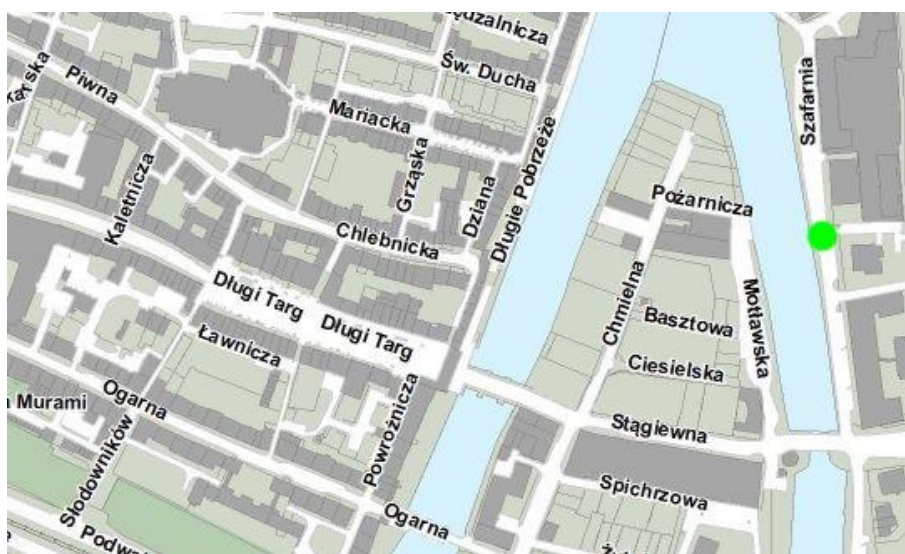 Św. Ducha
Szafarnia
Piwna
Mariacka
Grząska
Dziana
Długie Pobrzeże
Pożarnicza
Kaletnicza
Chlebnicka
Chmielna
Motławska
Długi Targ
Długi Targ
Basztowa
Ławnicza
Ciesielska
Ogarna
Murami
Stągiewna
Słodowników
Powroźnicza
Spichrzowa
Ogarna